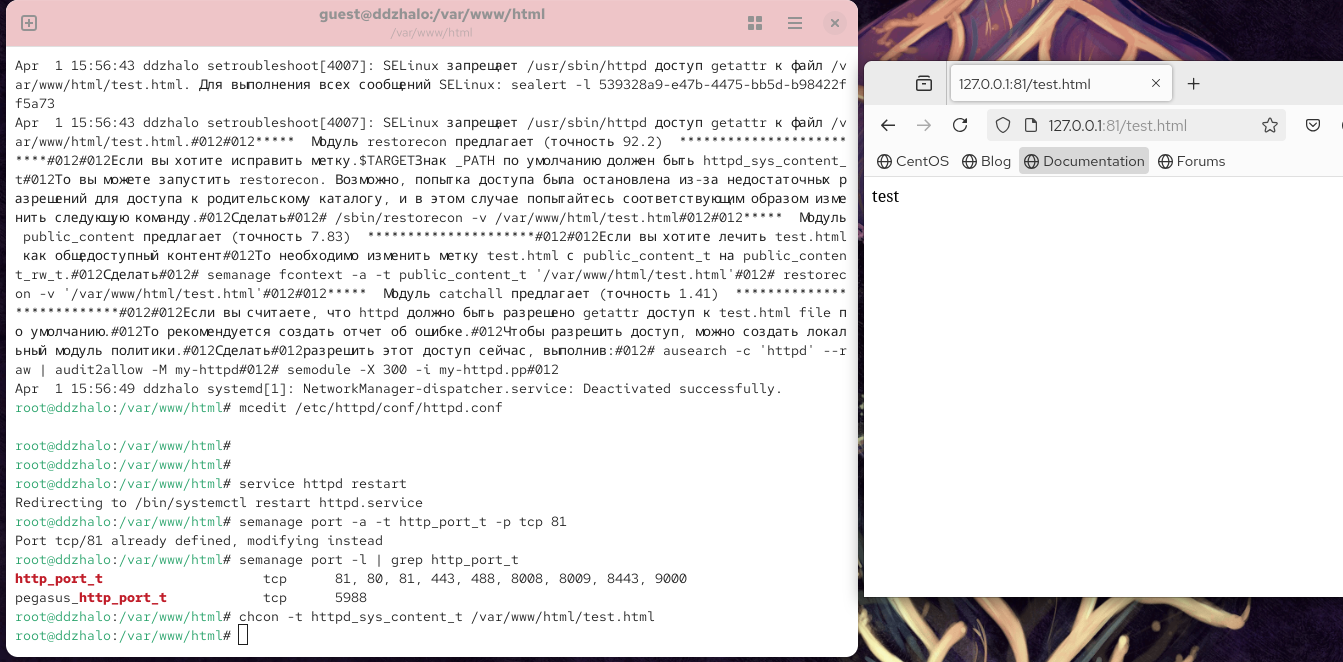 guest@ddzhalo:/var/www/html
/var/www/html
Apr  1 15:56:43 ddzhalo setroubleshoot[4007]: SELinux запрещает /usr/sbin/httpd доступ getattr к файл /v
ar/www/html/test.html. Для выполнения всех сообщений SELinux: sealert -l 539328a9-e47b-4475-bb5d-b98422f
f5a73
Apr  1 15:56:43 ddzhalo setroubleshoot[4007]: SELinux запрещает /usr/sbin/httpd доступ getattr к файл /v
ar/www/html/test.html.#012#012*****  Модуль restorecon предлагает (точность 92.2)  *********************
****#012#012Если вы хотите исправить метку.$TARGETЗнак _PATH по умолчанию должен быть httpd_sys_content_
t#012То вы можете запустить restorecon. Возможно, попытка доступа была остановлена из-за недостаточных р
азрешений для доступа к родительскому каталогу, и в этом случае попытайтесь соответствующим образом изме
нить следующую команду.#012Сделать#012# /sbin/restorecon -v /var/www/html/test.html#012#012*****  Модуль
 public_content предлагает (точность 7.83)  *********************#012#012Если вы хотите лечить test.html
 как общедоступный контент#012То необходимо изменить метку test.html с public_content_t на public_conten
t_rw_t.#012Сделать#012# semanage fcontext -a -t public_content_t '/var/www/html/test.html'#012# restorec
on -v '/var/www/html/test.html'#012#012*****  Модуль catchall предлагает (точность 1.41)  **************
*************#012#012Если вы считаете, что httpd должно быть разрешено getattr доступ к test.html file п
о умолчанию.#012То рекомендуется создать отчет об ошибке.#012Чтобы разрешить доступ, можно создать локал
ьный модуль политики.#012Сделать#012разрешить этот доступ сейчас, выполнив:#012# ausearch -c 'httpd' --r
aw | audit2allow -M my-httpd#012# semodule -X 300 -i my-httpd.pp#012
Apr  1 15:56:49 ddzhalo systemd[1]: NetworkManager-dispatcher.service: Deactivated successfully.
root@ddzhalo:/var/www/html# mcedit /etc/httpd/conf/httpd.conf
root@ddzhalo:/var/www/html#
root@ddzhalo:/var/www/html#
root@ddzhalo:/var/www/html# service httpd restart
Redirecting to /bin/systemctl restart httpd.service
root@ddzhalo:/var/www/html# semanage port -a -t http_port_t -p tcp 81
Port tcp/81 already defined, modifying instead
root@ddzhalo:/var/www/html# semanage port -l | grep http_port_t
http_port_t                    tcp      81, 80, 81, 443, 488, 8008, 8009, 8443, 9000
pegasus_http_port_t            tcp      5988
root@ddzhalo:/var/www/html# chcon -t httpd_sys_content_t /var/www/html/test.html
root@ddzhalo:/var/www/html#
127.0.0.1:81/test.html
127.0.0.1:81/test.html
CentOS Blog Documentation Forums
test